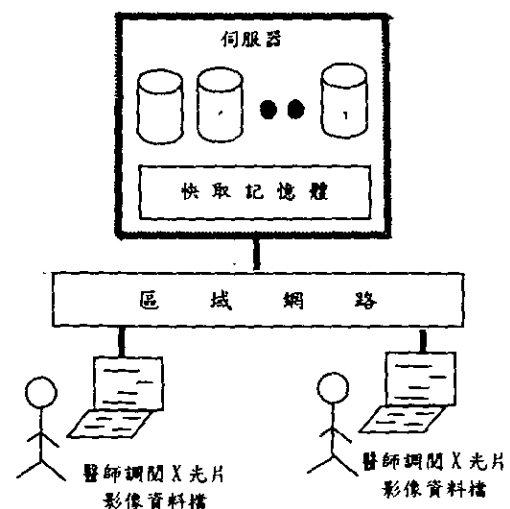 伺服器
快取記憶體
區域網路
醫師調閱X光片
影像資料檔
醫師調閱X光片
影像資料檔